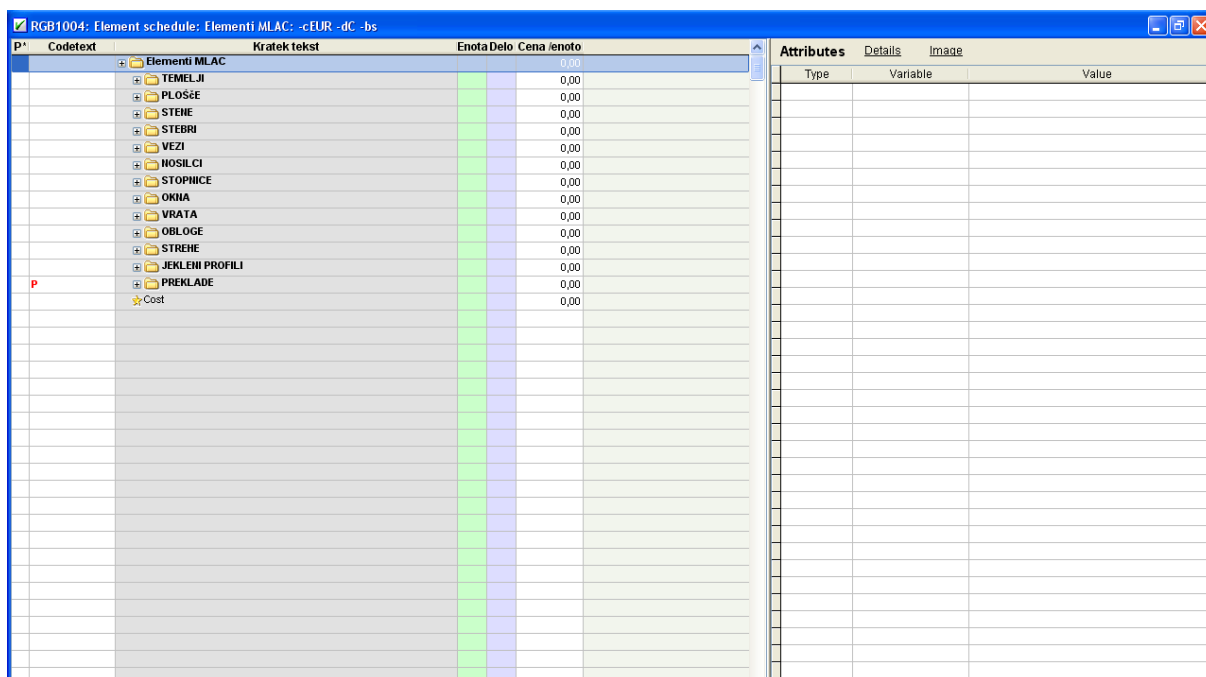 RGB1004: Element schedule: Elementi MLAC: -cEUR -dC -bs
P* Codetext Kratek tekst Enota Delo Cena /enoto
Elementi MLAC 0,00
TEMELJI 0,00
PLOŠčE 0,00
STENE 0,00
STEBRI 0,00
VEZI 0,00
NOSILCI 0,00
STOPNICE 0,00
OKNA 0,00
VRATA 0,00
OBLOGE 0,00
STREHE 0,00
JEKLENI PROFILI 0,00
P PREKLADE 0,00
Cost 0,00
Attributes Details Image
Type Variable Value